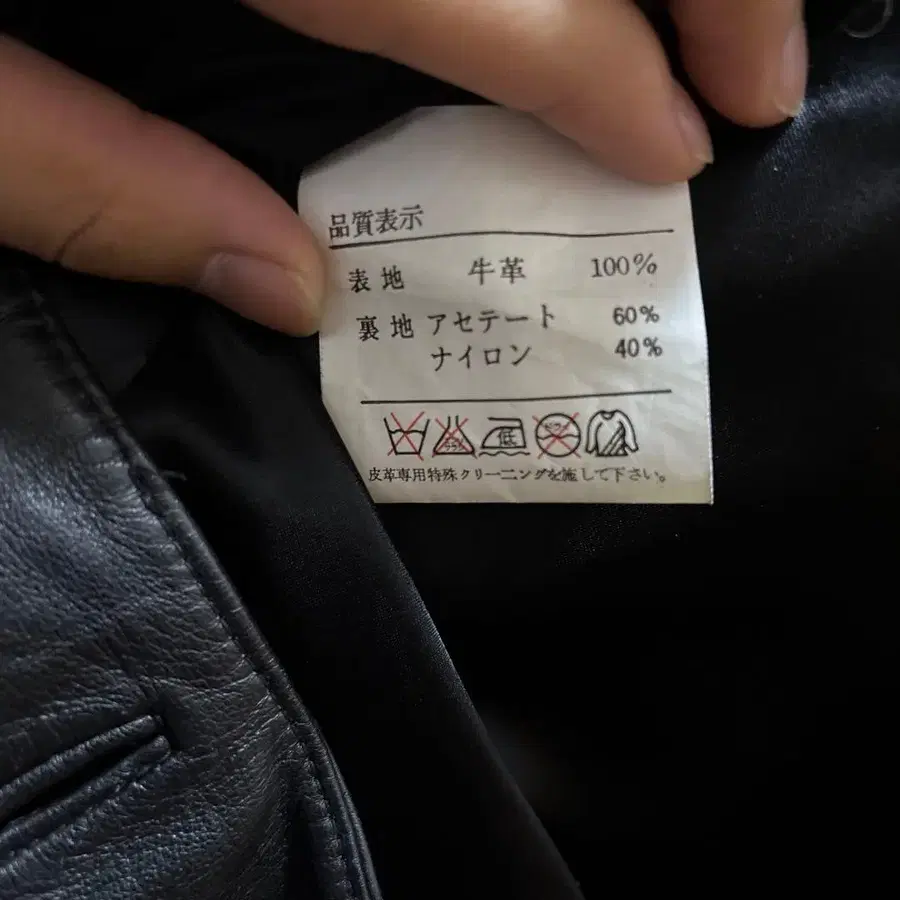 品質表示
表地 牛革 100%
裏地 アセテート 60%
ナイロン 40%
低
皮革専用特殊クリーニングを施して下さい。